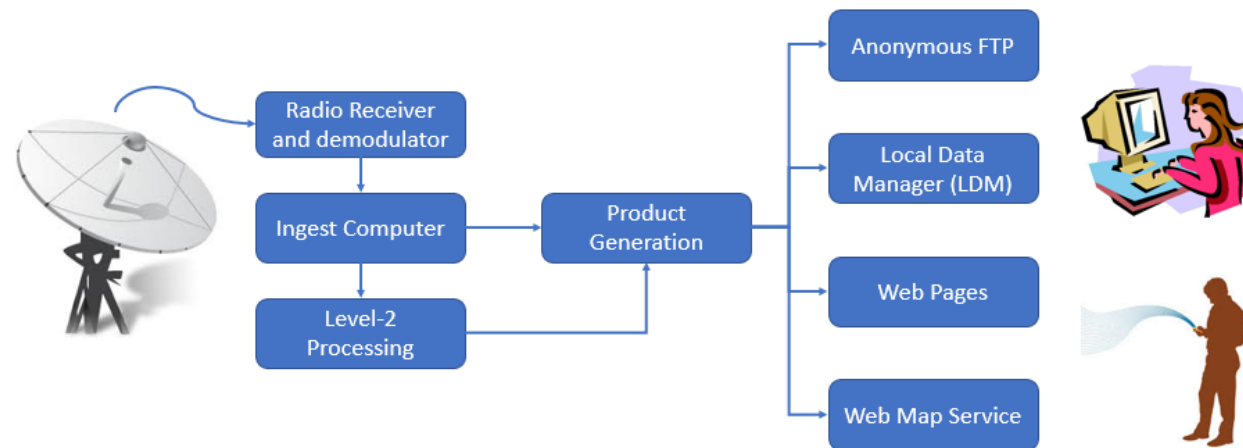 Radio Receiver
and demodulator
Ingest Computer
Level-2
Processing
Product
Generation
Anonymous FTP
Local Data
Manager (LDM)
Web Pages
Web Map Service